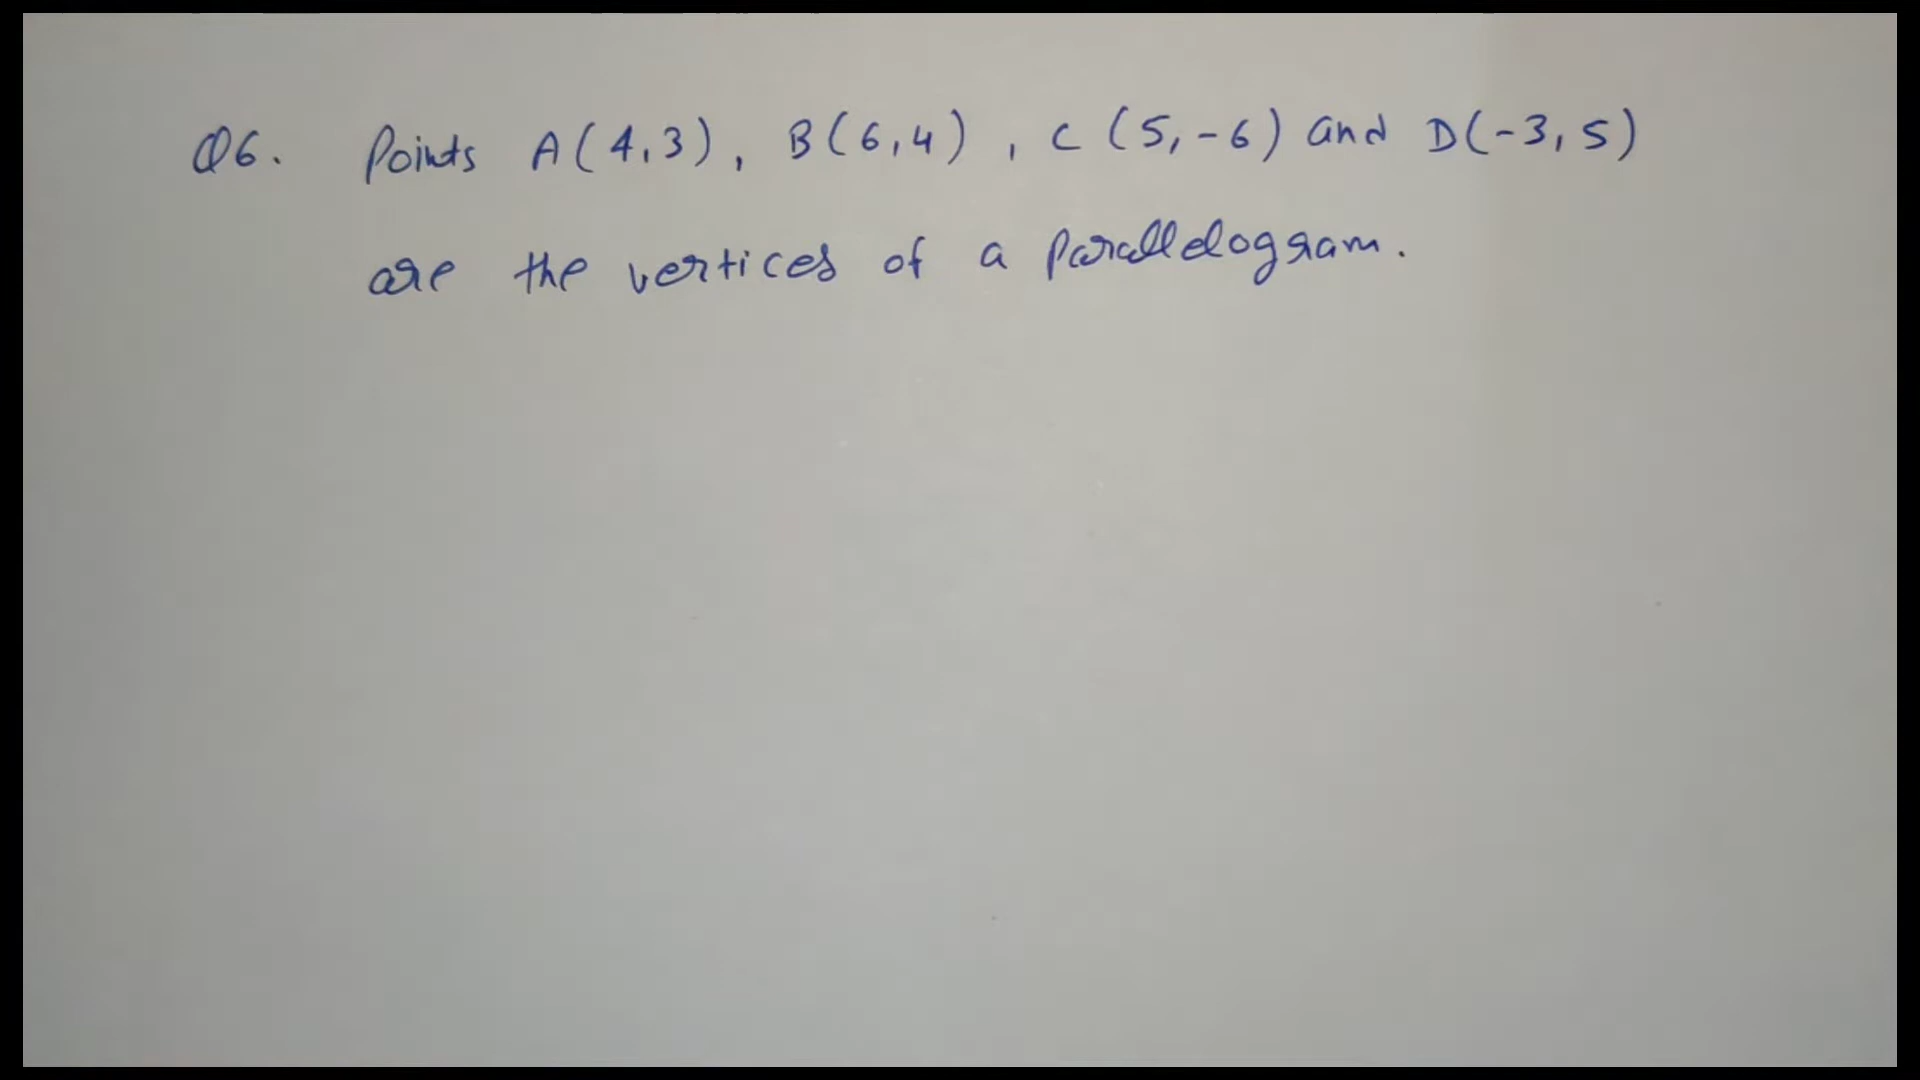 Q6. Points A(4,3), B(6,4), C(5,-6) and D(-3,5)
are the vertices of a parallelogram.